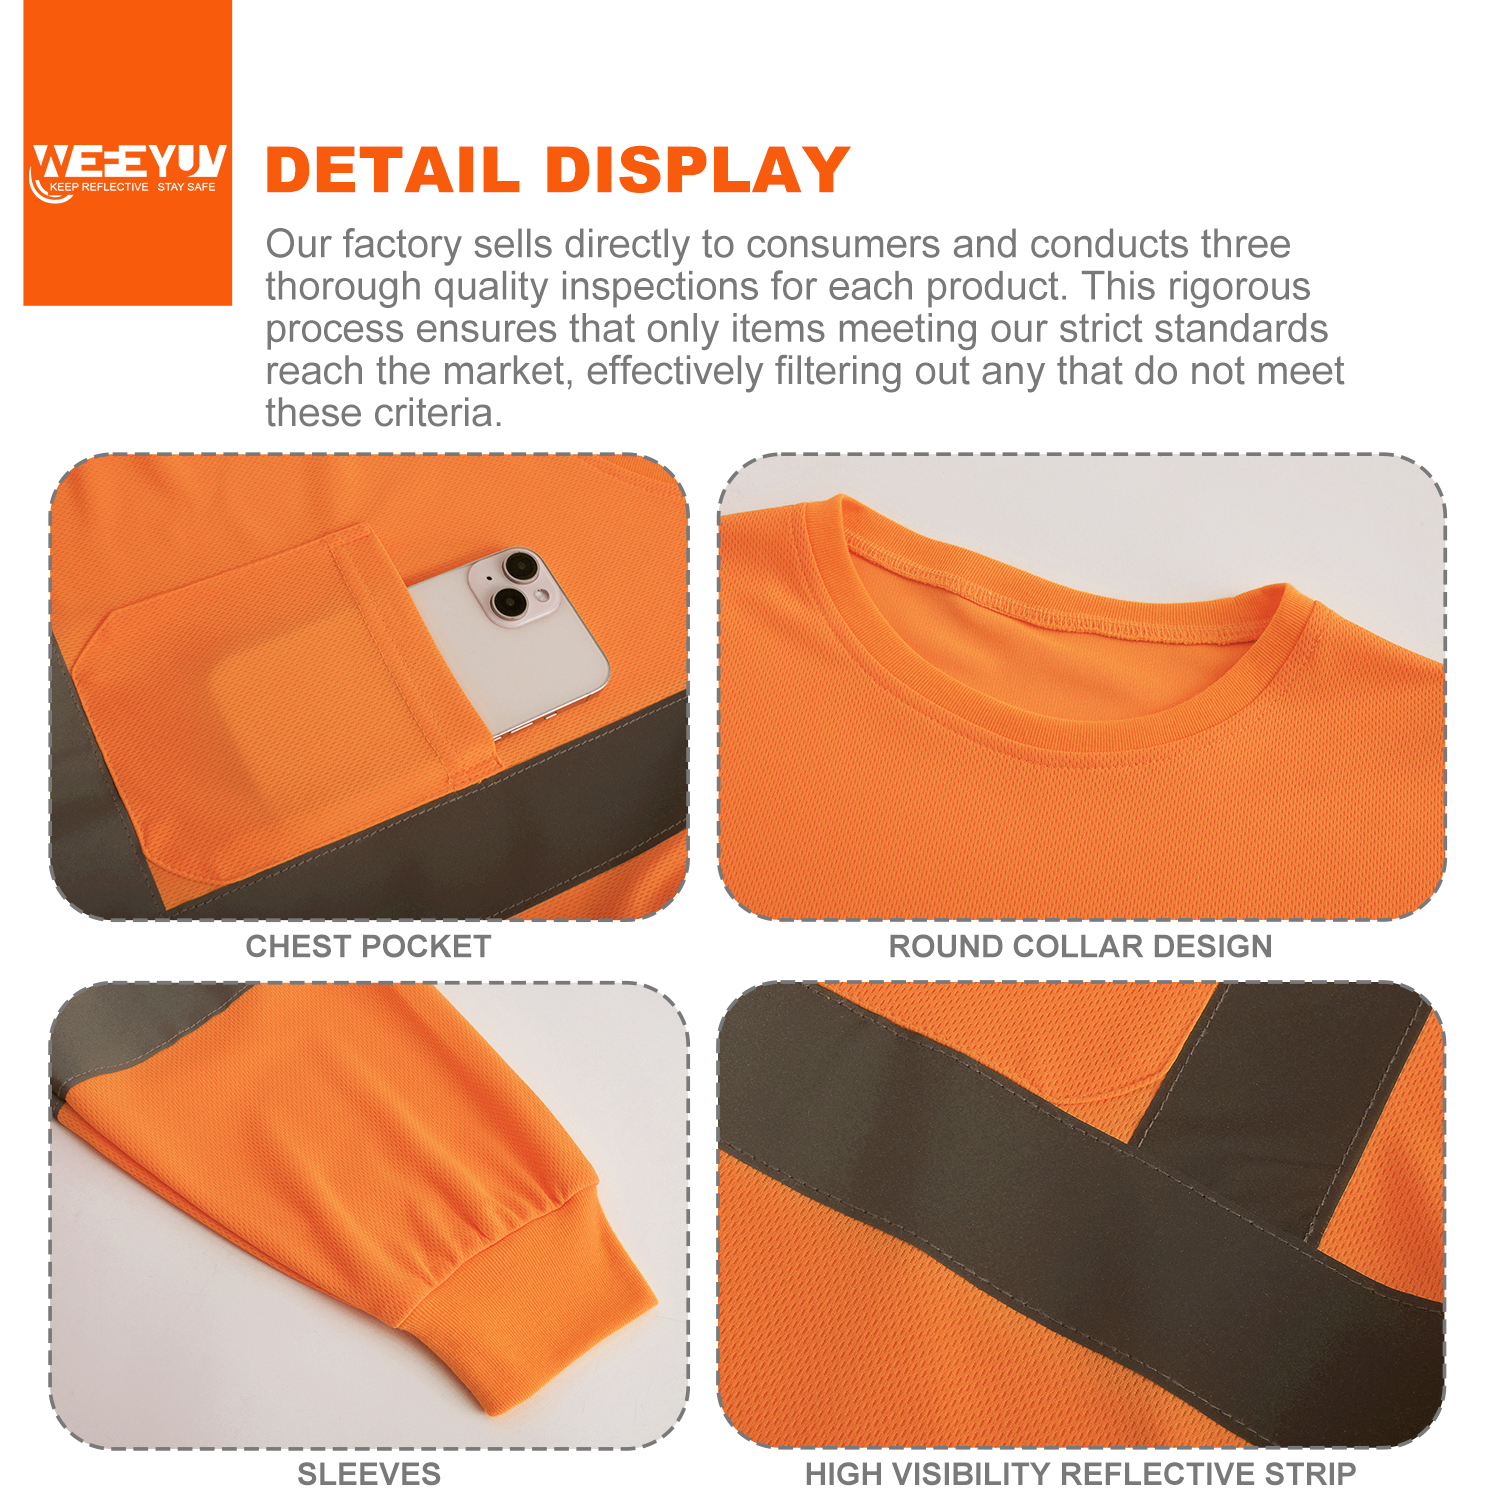 WEFEYUV
KEEP REFLECTIVE STAY SAFE
DETAIL DISPLAY
Our factory sells directly to consumers and conducts three
thorough quality inspections for each product. This rigorous
process ensures that only items meeting our strict standards
reach the market, effectively filtering out any that do not meet
these criteria.
CHEST POCKET
ROUND COLLAR DESIGN
SLEEVES
HIGH VISIBILITY REFLECTIVE STRIP